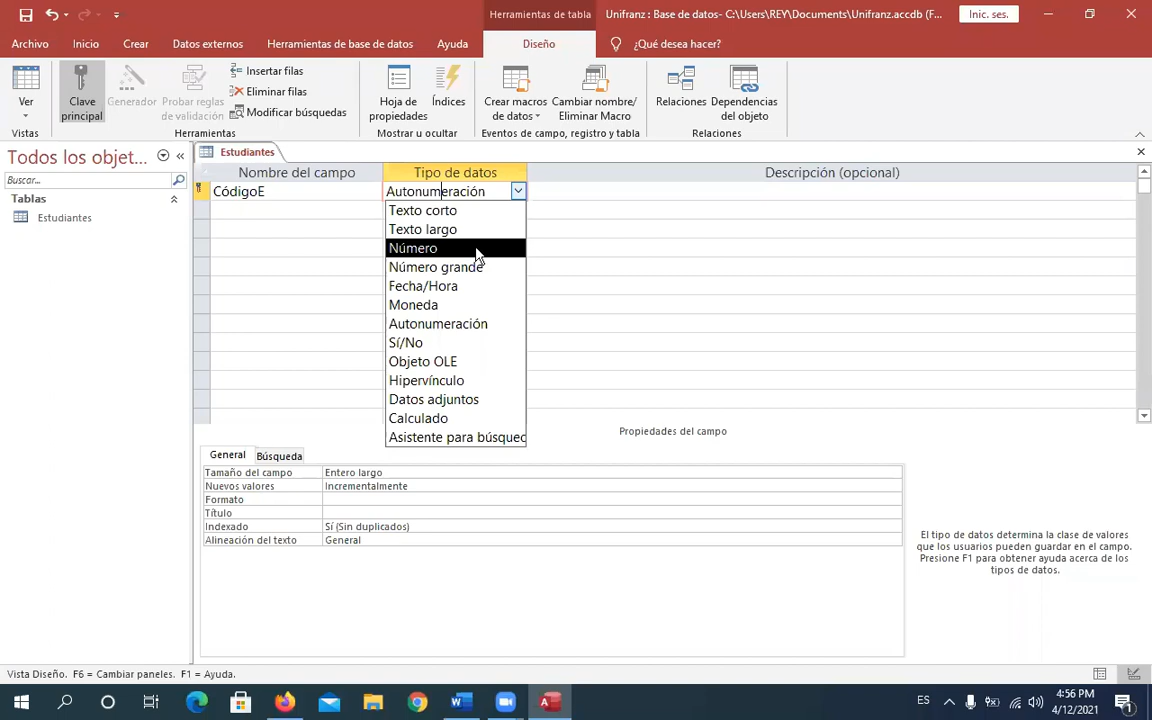 Herramientas de tabla
Unifranz : Base de datos- C:\Users\REY\Documents\Unifranz.accdb (F...
Inic. ses.
Archivo
Inicio
Crear
Datos externos
Herramientas de base de datos
Ayuda
Diseño
¿Qué desea hacer?
Ver
Clave principal
Generador
Probar reglas de validación
Insertar filas
Eliminar filas
Modificar búsquedas
Hoja de propiedades
Índices
Crear macros de datos
Cambiar nombre/ Eliminar Macro
Relaciones
Dependencias del objeto
Vistas
Herramientas
Mostrar u ocultar
Eventos de campo, registro y tabla
Relaciones
Todos los objet...
Buscar...
Tablas
Estudiantes
Estudiantes
Nombre del campo
Tipo de datos
Descripción (opcional)
CódigoE
Autonumeración
Texto corto
Texto largo
Número
Número grande
Fecha/Hora
Moneda
Autonumeración
Sí/No
Objeto OLE
Hipervínculo
Datos adjuntos
Calculado
Asistente para búsqued
Propiedades del campo
General
Búsqueda
Tamaño del campo
Entero largo
Nuevos valores
Incrementalmente
Formato
Título
Indexado
Sí (Sin duplicados)
Alineación del texto
General
El tipo de datos determina la clase de valores
que los usuarios pueden guardar en el campo.
Presione F1 para obtener ayuda acerca de los
tipos de datos.
Vista Diseño. F6 = Cambiar paneles. F1 = Ayuda.
ES
4:56 PM
4/12/2021
1